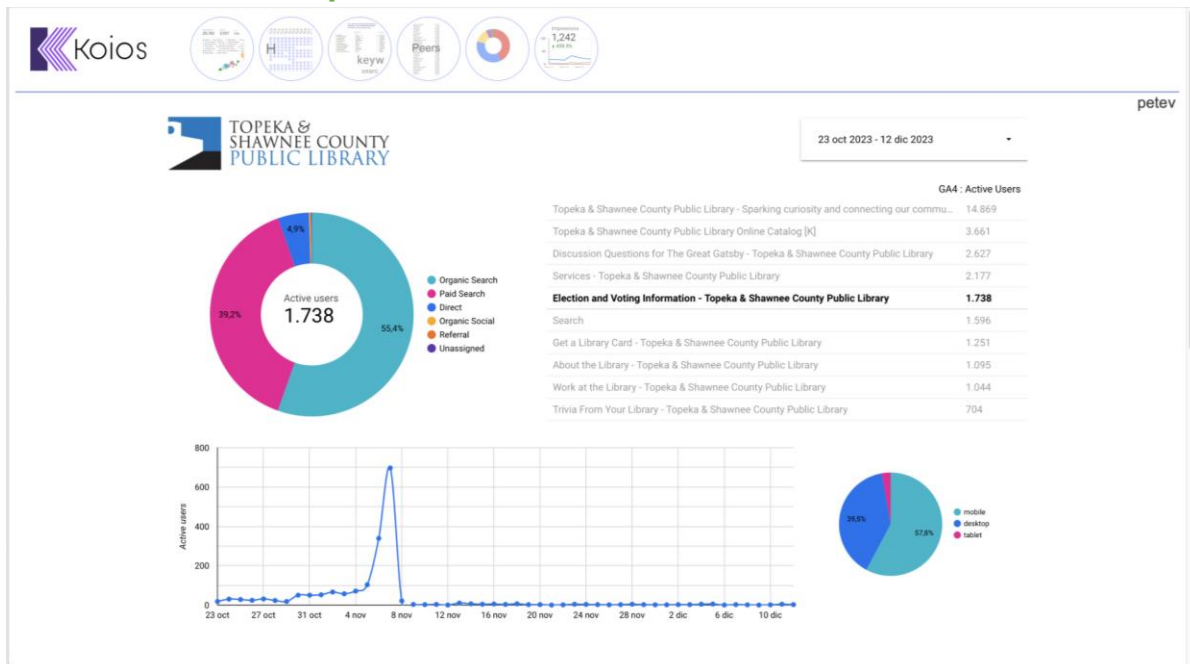 Koios
H
keyw
Peers
Impressions
1,242
petev
TOPEKA &
SHAWNEE COUNTY
PUBLIC LIBRARY
23 oct 2023 - 12 dic 2023
GA4 : Active Users
Topeka & Shawnee County Public Library - Sparking curiosity and connecting our commu... 14.869
Topeka & Shawnee County Public Library Online Catalog [K] 3.661
Discussion Questions for The Great Gatsby - Topeka & Shawnee County Public Library 2.627
Services - Topeka & Shawnee County Public Library 2.177
Election and Voting Information - Topeka & Shawnee County Public Library 1.738
Search 1.596
Get a Library Card - Topeka & Shawnee County Public Library 1.251
About the Library - Topeka & Shawnee County Public Library 1.095
Work at the Library - Topeka & Shawnee County Public Library 1.044
Trivia From Your Library - Topeka & Shawnee County Public Library 704
4,9%
39,2%
55,4%
Active users
1.738
Organic Search
Paid Search
Direct
Organic Social
Referral
Unassigned
Active users
800
600
400
200
0
23 oct 27 oct 31 oct 4 nov 8 nov 12 nov 16 nov 20 nov 24 nov 28 nov 2 dic 6 dic 10 dic
39,5%
57,8%
mobile
desktop
tablet